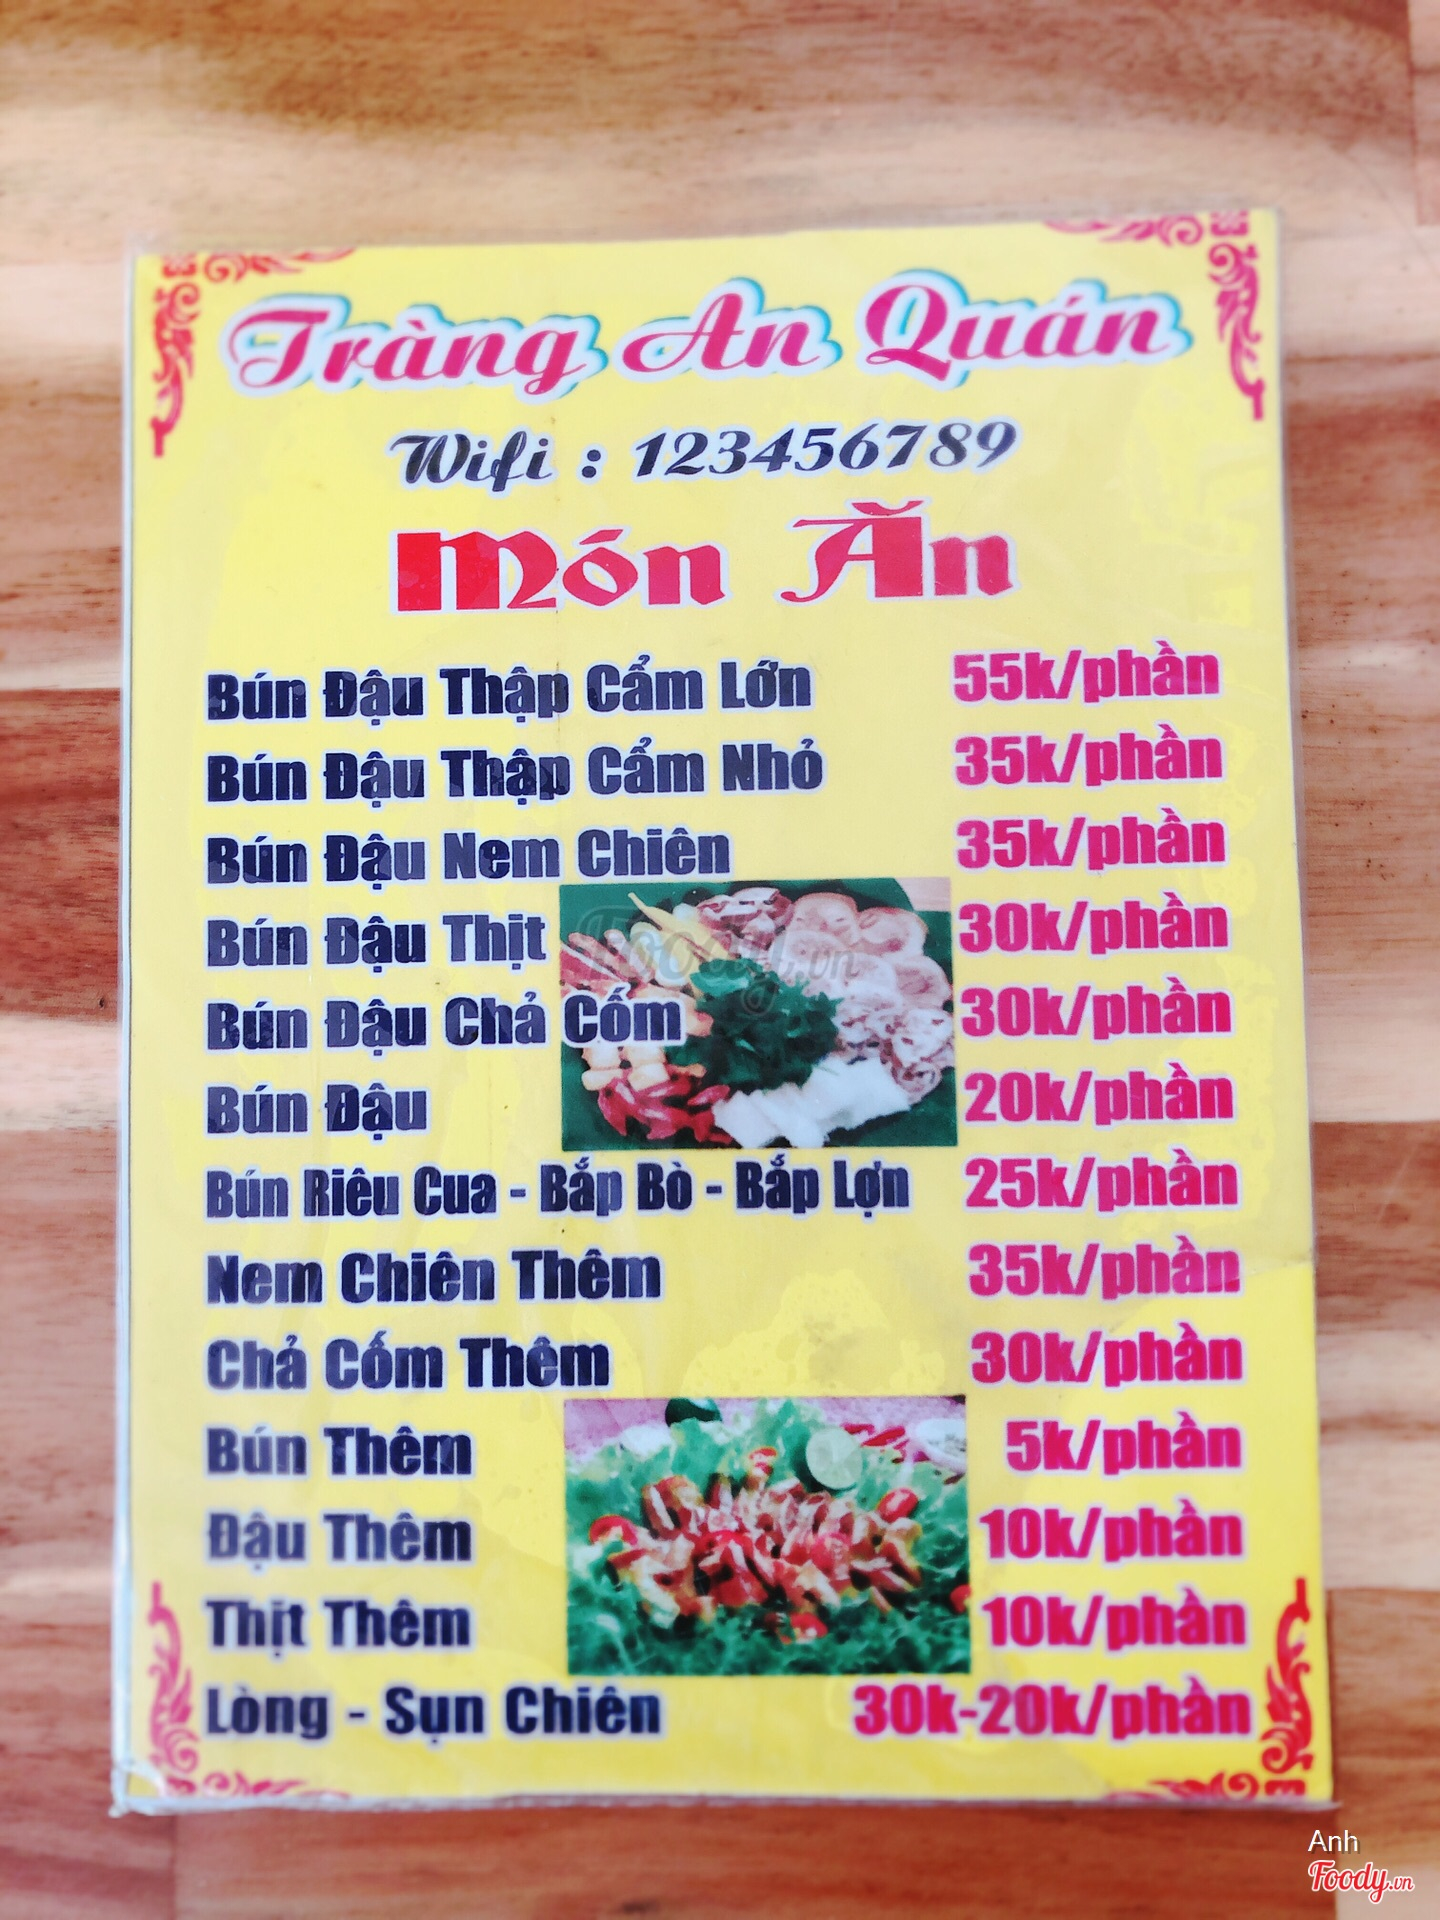 Tràng An Quán
Wifi : 123456789
Món Ăn
Bún Đậu Thập Cẩm Lớn 55k/phần
Bún Đậu Thập Cẩm Nhỏ 35k/phần
Bún Đậu Nem Chiên 35k/phần
Bún Đậu Thịt 30k/phần
Bún Đậu Chả Cốm 30k/phần
Bún Đậu 20k/phần
Bún Riêu Cua - Bắp Bò - Bắp Lợn 25k/phần
Nem Chiên Thêm 35k/phần
Chả Cốm Thêm 30k/phần
Bún Thêm 5k/phần
Đậu Thêm 10k/phần
Thịt Thêm 10k/phần
Lòng - Sụn Chiên 30k-20k/phần
Foody.vn
Anh
Foody.vn